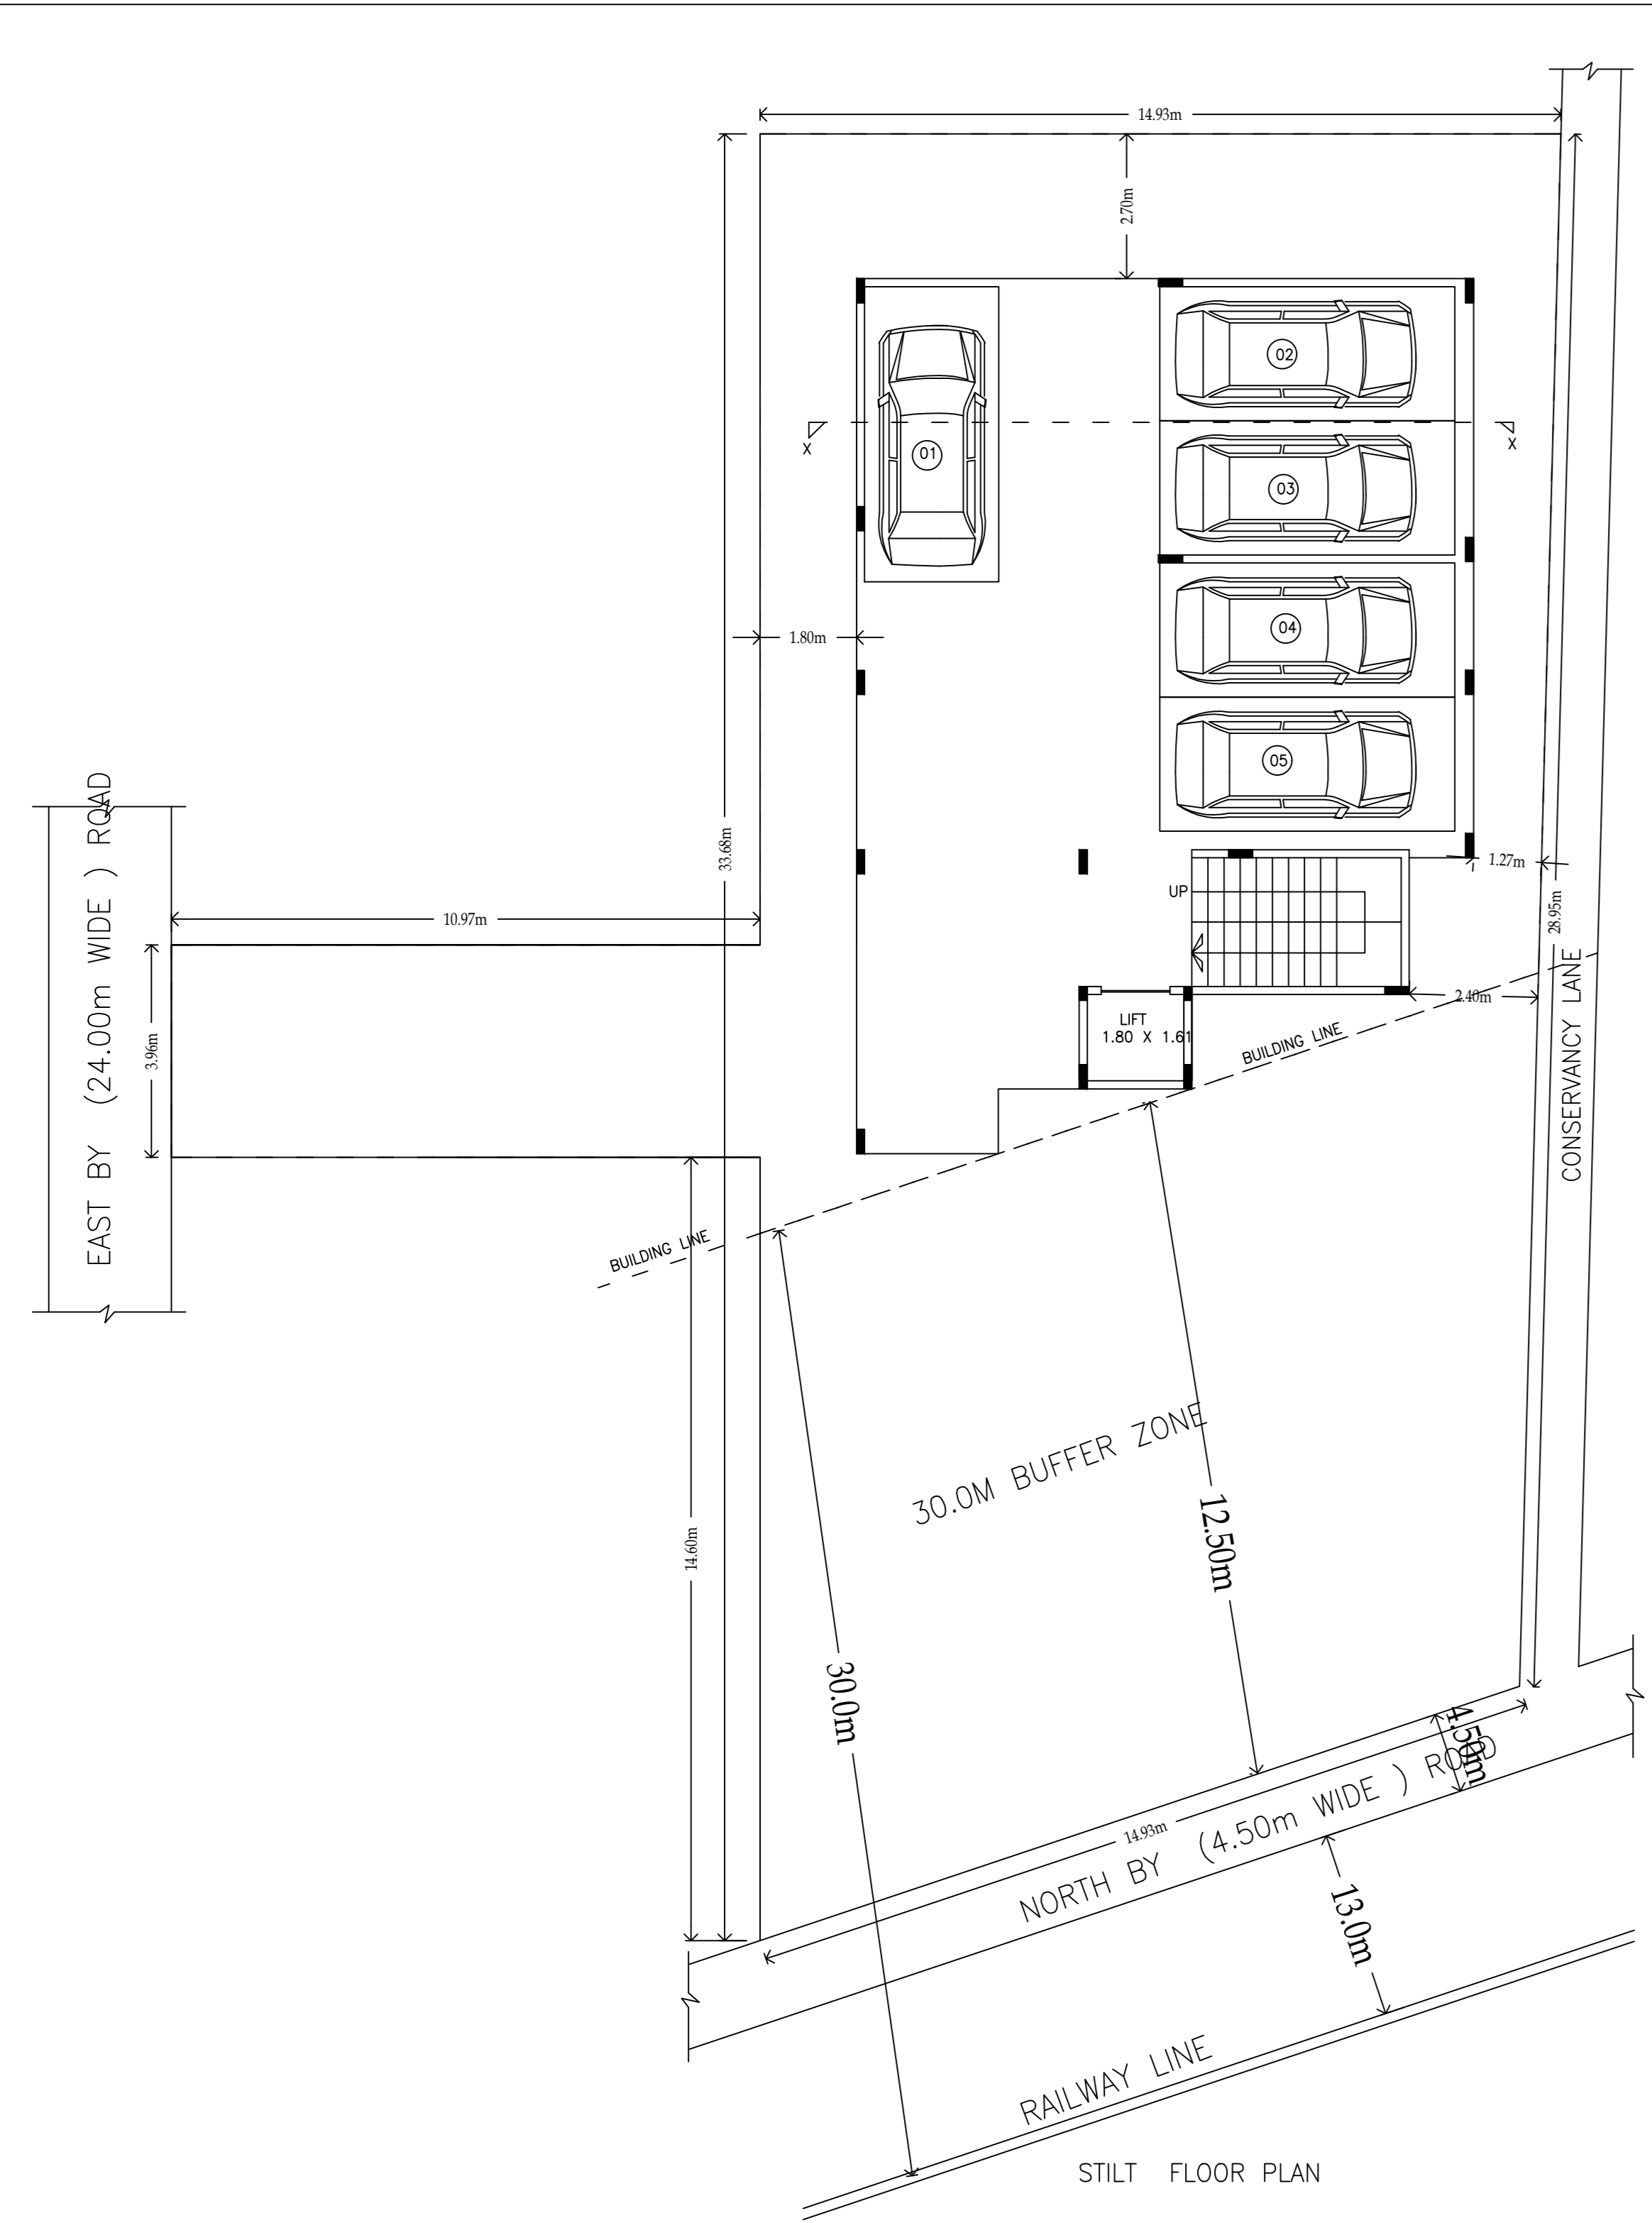 14.93m
2.70m
02
X
X
01
03
1.80m
04
05
EAST BY (24.00m WIDE ) ROAD
33.68m
1.27m
UP
28.95m
10.97m
3.96m
2.40m
LIFT
1.80 X 1.61
BUILDING LINE
CONSERVANCY LANE
BUILDING LINE
30.0M BUFFER ZONE
12.50m
14.60m
30.0m
4.50m
14.93m
NORTH BY (4.50m WIDE ) ROAD
13.0m
RAILWAY LINE
STILT FLOOR PLAN